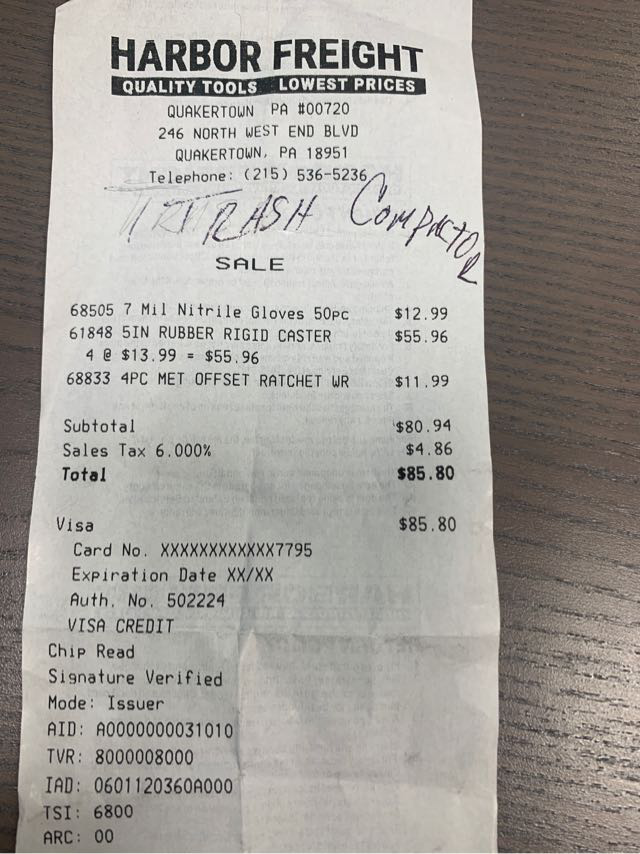 HARBOR FREIGHT
QUALITY TOOLS LOWEST PRICES
QUAKERTOWN PA #00720
246 NORTH WEST END BLVD
QUAKERTOWN, PA 18951
Telephone: (215) 536-5236
TRASH COMPACTOR
SALE
68505 7 Mil Nitrile Gloves 50pc $12.99
61848 5IN RUBBER RIGID CASTER $55.96
4 @ $13.99 = $55.96
68833 4PC MET OFFSET RATCHET WR $11.99
Subtotal $80.94
Sales Tax 6.000% $4.86
Total $85.80
Visa $85.80
Card No. XXXXXXXXXXXX7795
Expiration Date XX/XX
Auth. No. 502224
VISA CREDIT
Chip Read
Signature Verified
Mode: Issuer
AID: A0000000031010
TVR: 8000008000
IAD: 0601120360A000
TSI: 6800
ARC: 00